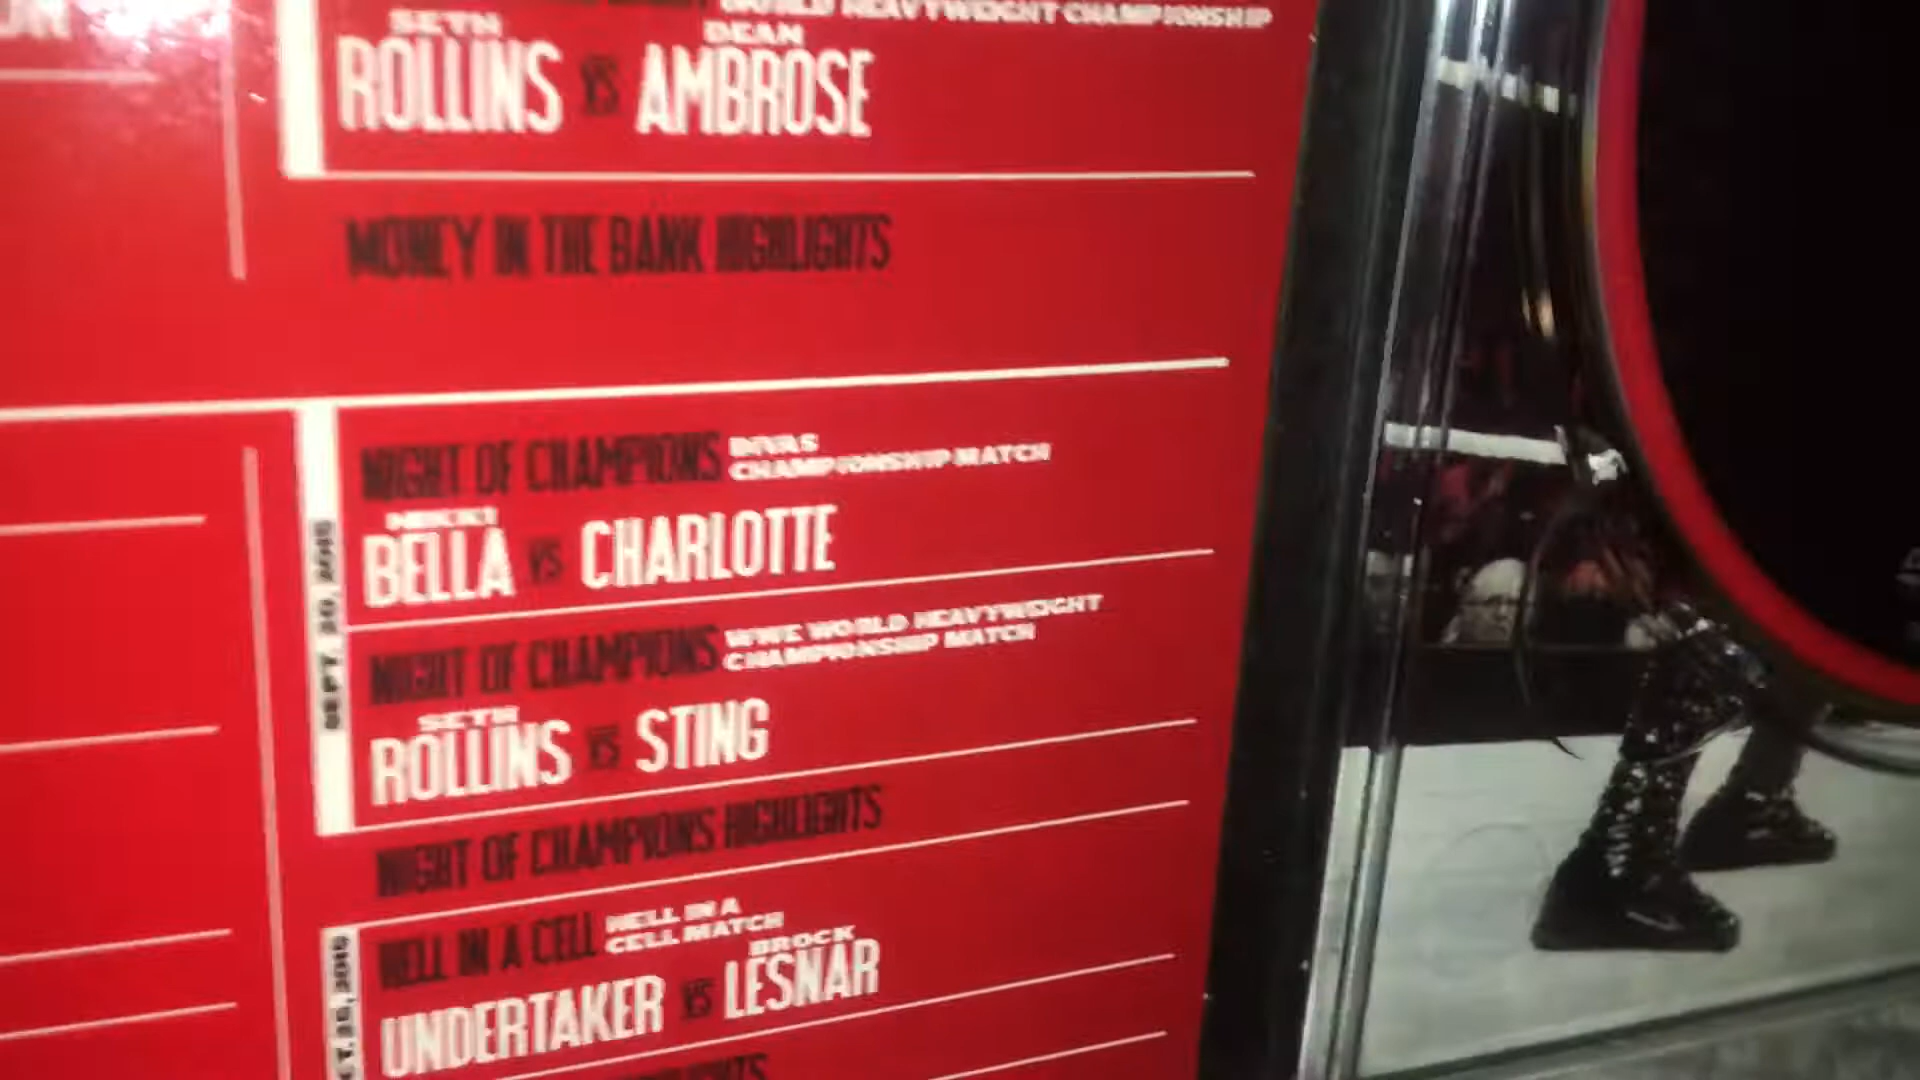 WORLD HEAVYWEIGHT CHAMPIONSHIP
SETH ROLLINS VS DEAN AMBROSE
MONEY IN THE BANK HIGHLIGHTS
SEPT. 20, 2015
NIGHT OF CHAMPIONS DIVAS CHAMPIONSHIP MATCH
NIKKI BELLA VS CHARLOTTE
NIGHT OF CHAMPIONS WWE WORLD HEAVYWEIGHT CHAMPIONSHIP MATCH
SETH ROLLINS VS STING
NIGHT OF CHAMPIONS HIGHLIGHTS
HELL IN A CELL HELL IN A CELL MATCH
UNDERTAKER VS BROCK LESNAR